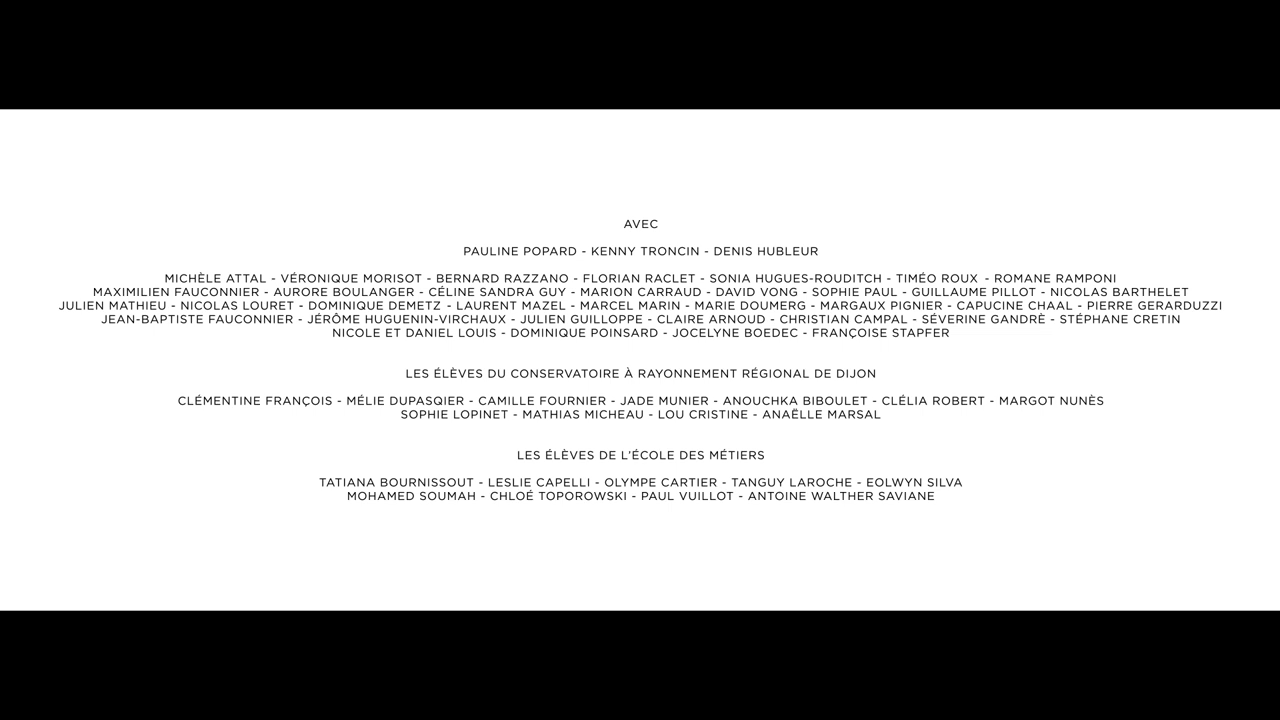 AVEC
PAULINE POPARD - KENNY TRONCIN - DENIS HUBLEUR
MICHÈLE ATTAL - VÉRONIQUE MORISOT - BERNARD RAZZANO - FLORIAN RACLET - SONIA HUGUES-ROUDITCH - TIMÉO ROUX - ROMANE RAMPONI
MAXIMILIEN FAUCONNIER - AURORE BOULANGER - CÉLINE SANDRA GUY - MARION CARRAUD - DAVID VONG - SOPHIE PAUL - GUILLAUME PILLOT - NICOLAS BARTHELET
JULIEN MATHIEU - NICOLAS LOURET - DOMINIQUE DEMETZ - LAURENT MAZEL - MARCEL MARIN - MARIE DOUMERG - MARGAUX PIGNIER - CAPUCINE CHAAL - PIERRE GERARDUZZI
JEAN-BAPTISTE FAUCONNIER - JÉRÔME HUGUENIN-VIRCHAUX - JULIEN GUILLOPPE - CLAIRE ARNOUD - CHRISTIAN CAMPAL - SÉVERINE GANDRÈ - STÉPHANE CRETIN
NICOLE ET DANIEL LOUIS - DOMINIQUE POINSARD - JOCELYNE BOEDEC - FRANÇOISE STAPFER
LES ÉLÈVES DU CONSERVATOIRE À RAYONNEMENT RÉGIONAL DE DIJON
CLÉMENTINE FRANÇOIS - MÉLIE DUPASQIER - CAMILLE FOURNIER - JADE MUNIER - ANOUCHKA BIBOULET - CLÉLIA ROBERT - MARGOT NUNÈS
SOPHIE LOPINET - MATHIAS MICHEAU - LOU CRISTINE - ANAËLLE MARSAL
LES ÉLÈVES DE L'ÉCOLE DES MÉTIERS
TATIANA BOURNISSOUT - LESLIE CAPELLI - OLYMPE CARTIER - TANGUY LAROCHE - EOLWYN SILVA
MOHAMED SOUMAH - CHLOÉ TOPOROWSKI - PAUL VUILLOT - ANTOINE WALTHER SAVIANE